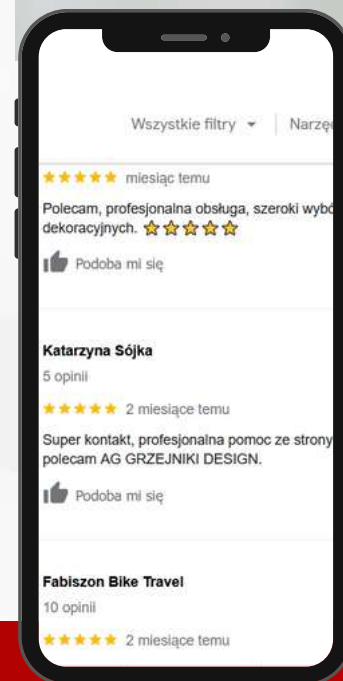 Wszystkie filtry
miesiąc temu
Polecam, profesjonalna obsługa, szeroki
dekoracyjnych.
Podoba mi się
Katarzyna Sójka
5 opinii
2 miesiące temu
Super kontakt, profesjonalna pomoc ze strony
polecam AG GRZEJNIKI DESIGN.
Podoba mi się
Fabiszon Bike Travel
10 opinii
2 miesiące temu